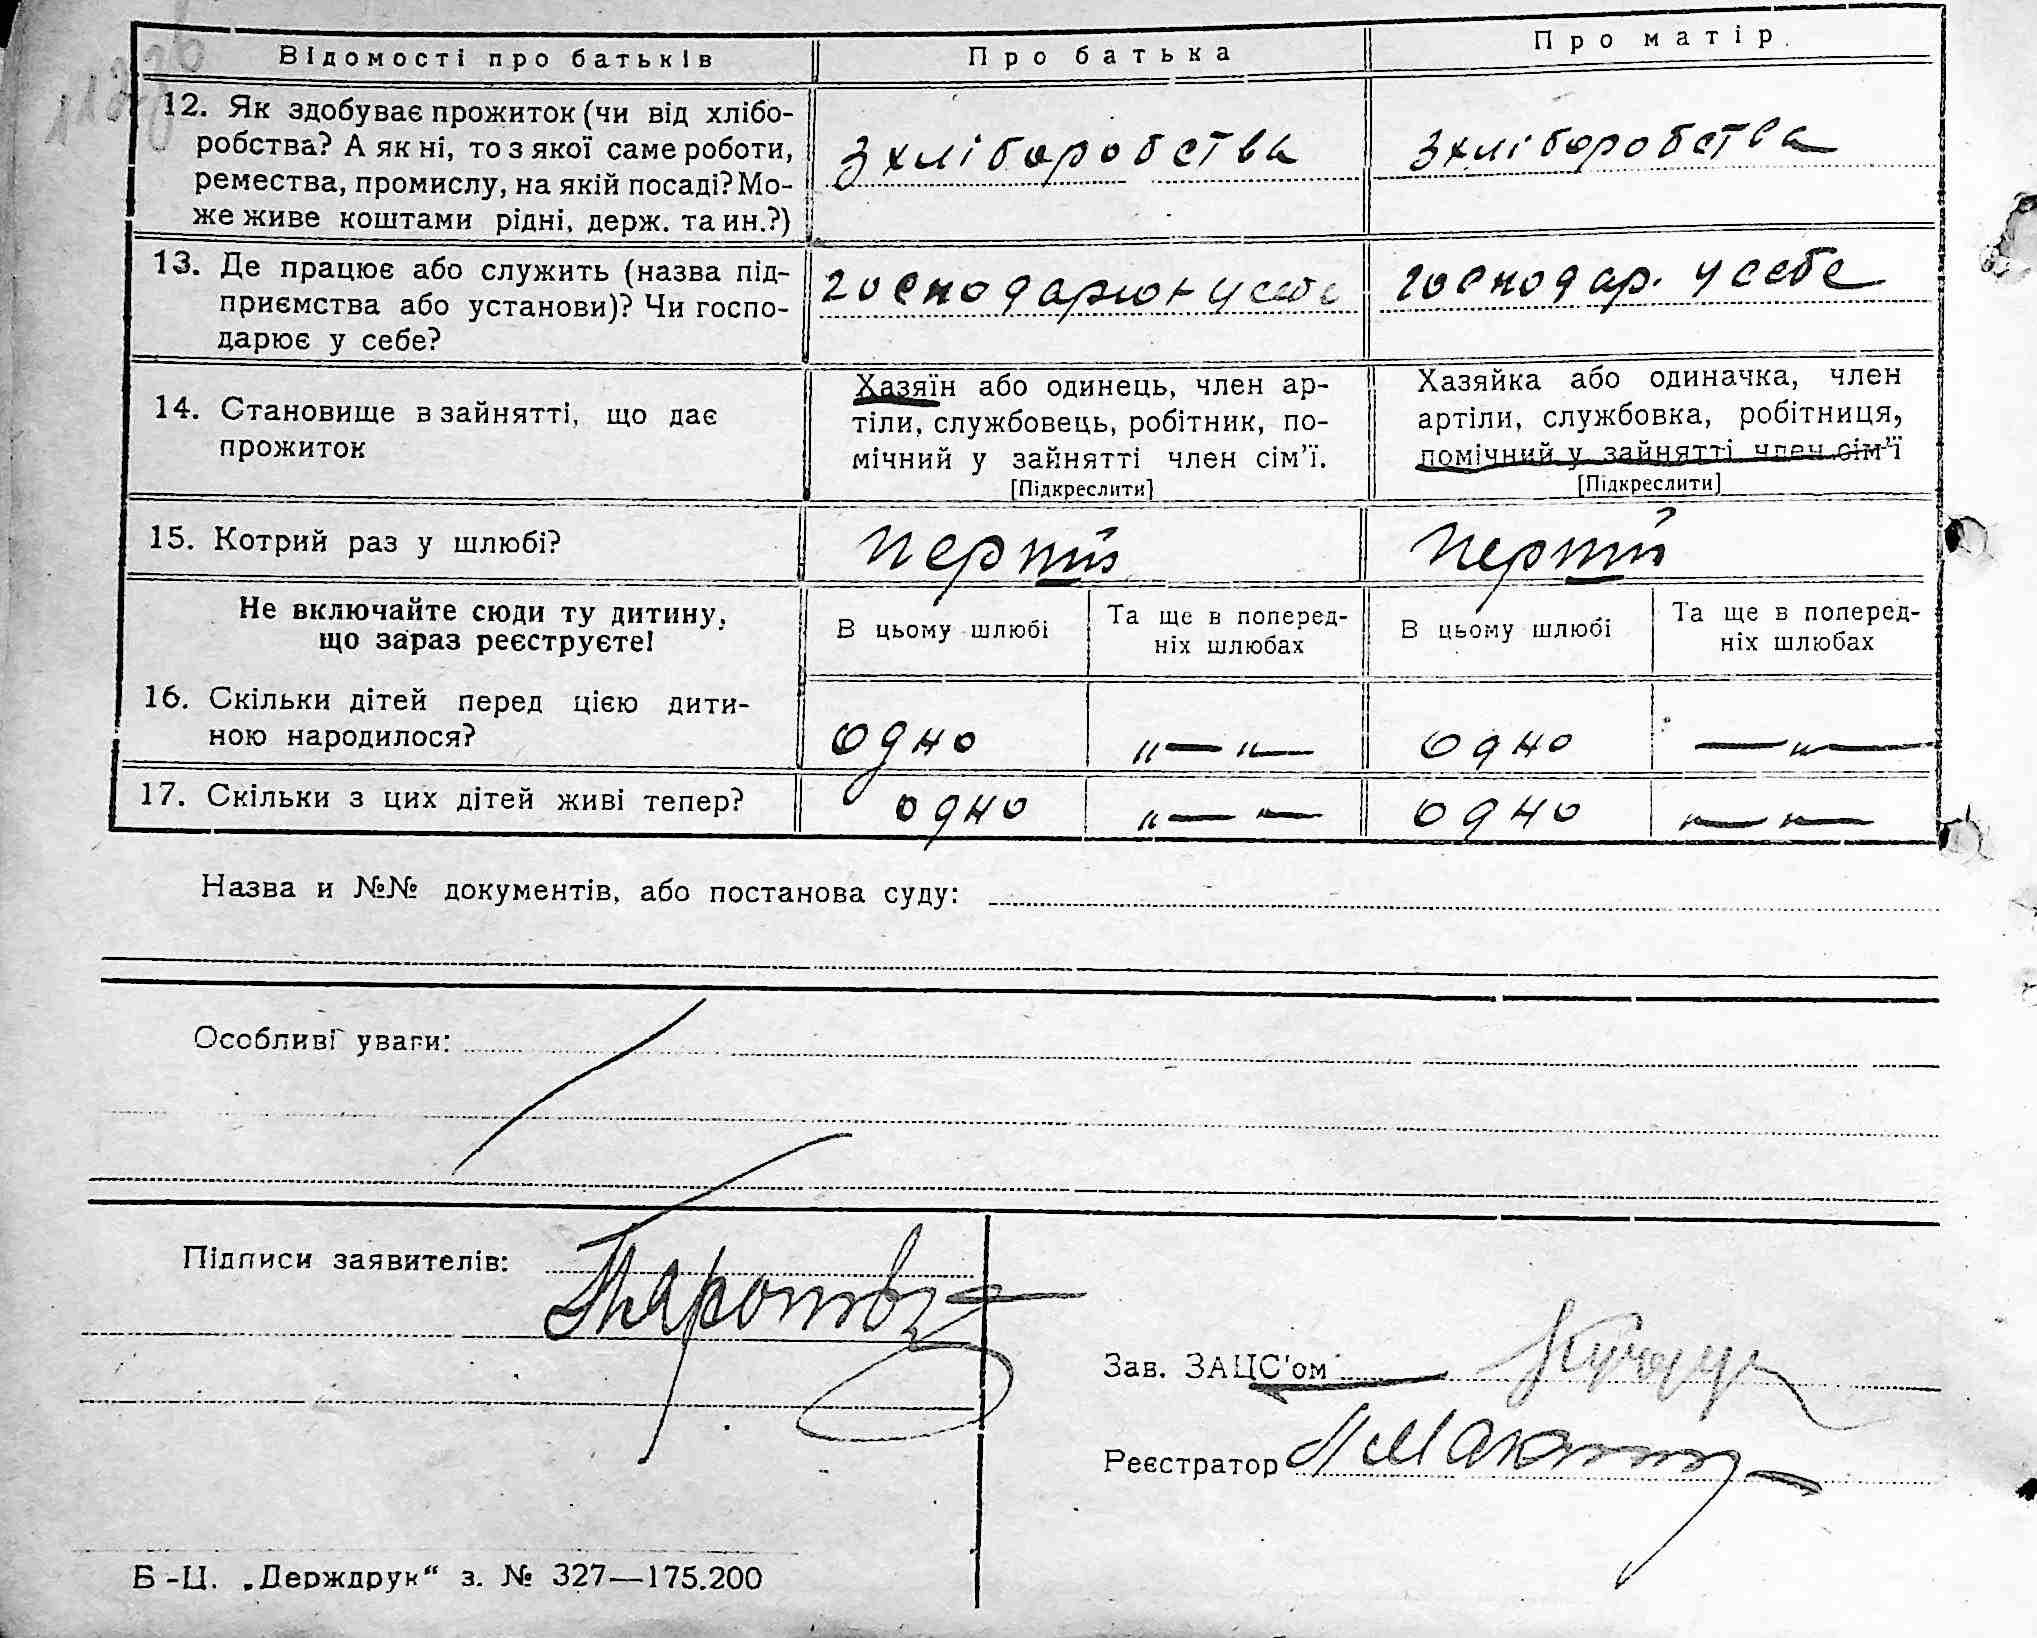 Відомості про батьків
Про батька
Про матір
12. Як здобуває прожиток (чи від хлібо-
робства? А як ні, то з якої саме роботи,
ремества, промислу, на якій посаді? Мо-
же живе коштами рідні, держ. та ин.?)
з хліборобства
з хліборобства
13. Де працює або служить (назва під-
приємства або установи)? Чи госпо-
дарює у себе?
господарює у себе
господар. у себе
14. Становище в зайнятті, що дає
прожиток
Хазяїн або одинець, член ар-
тіли, службовець, робітник, по-
мічний у зайнятті член сім’ї.
[Підкреслити]
Хазяйка або одиначка, член
артіли, службовка, робітниця,
помічний у зайнятті член сім’ї
[Підкреслити]
15. Котрий раз у шлюбі?
перший
перший
Не включайте сюди ту дитину,
що зараз реєструєте!
В цьому шлюбі
Та ще в поперед-
ніх шлюбах
В цьому шлюбі
Та ще в поперед-
ніх шлюбах
16. Скільки дітей перед цією дити-
ною народилося?
одно
„—„—
одно
—„—
17. Скільки з цих дітей живі тепер?
одно
„—„—
одно
„—„—
Назва и №№ документів, або постанова суду:
Особливі уваги:
Підписи заявителів:
Зав. ЗАЦС'ом
Реєстратор
Б-Ц. „Держдрук“ з. № 327—175.200